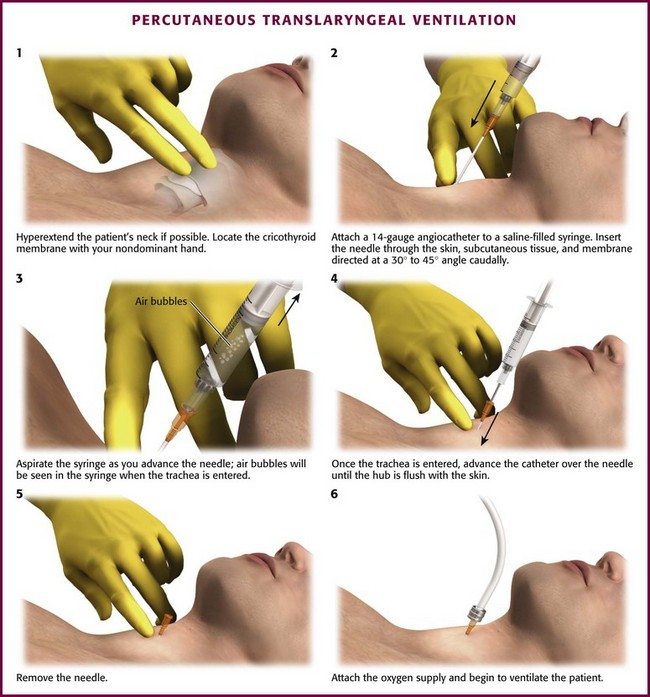 PERCUTANEOUS TRANSLARYNGEAL VENTILATION
1
Hyperextend the patient's neck if possible. Locate the cricothyroid
membrane with your nondominant hand.
2
Attach a 14-gauge angiocatheter to a saline-filled syringe. Insert
the needle through the skin, subcutaneous tissue, and membrane
directed at a 30° to 45° angle caudally.
3
Air bubbles
Aspirate the syringe as you advance the needle; air bubbles will
be seen in the syringe when the trachea is entered.
4
Once the trachea is entered, advance the catheter over the needle
until the hub is flush with the skin.
5
Remove the needle.
6
Attach the oxygen supply and begin to ventilate the patient.